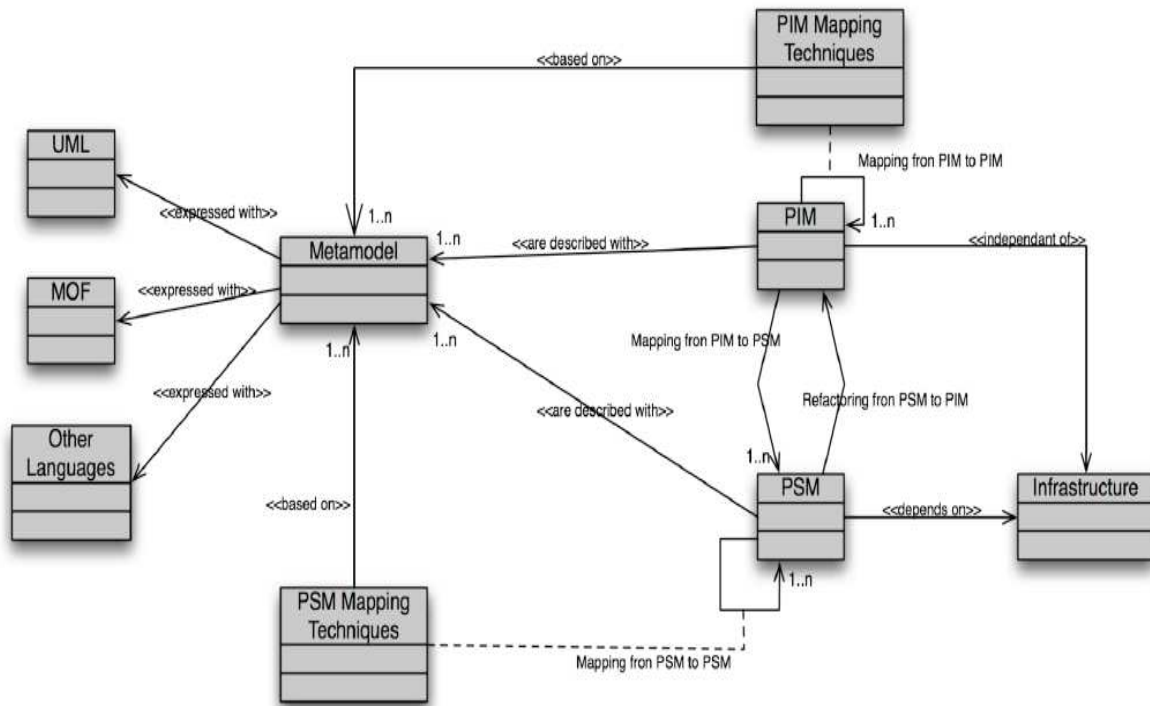 PIM Mapping
Techniques
<<based on>>
UML
Mapping fron PIM to PIM
<<expressed with>>
1..n
1..n
PIM
1..n
<<are described with>>
<<independant of>>
Metamodel
MOF
<<expressed with>>
Mapping fron PIM to PSM
1..n
1..n
<<expressed with>>
Refactoring fron PSM to PIM
<<are described with>>
Other
Languages
1..n
PSM
Infrastructure
<<based on>>
<<depends on>>
1..n
PSM Mapping
Techniques
Mapping fron PSM to PSM